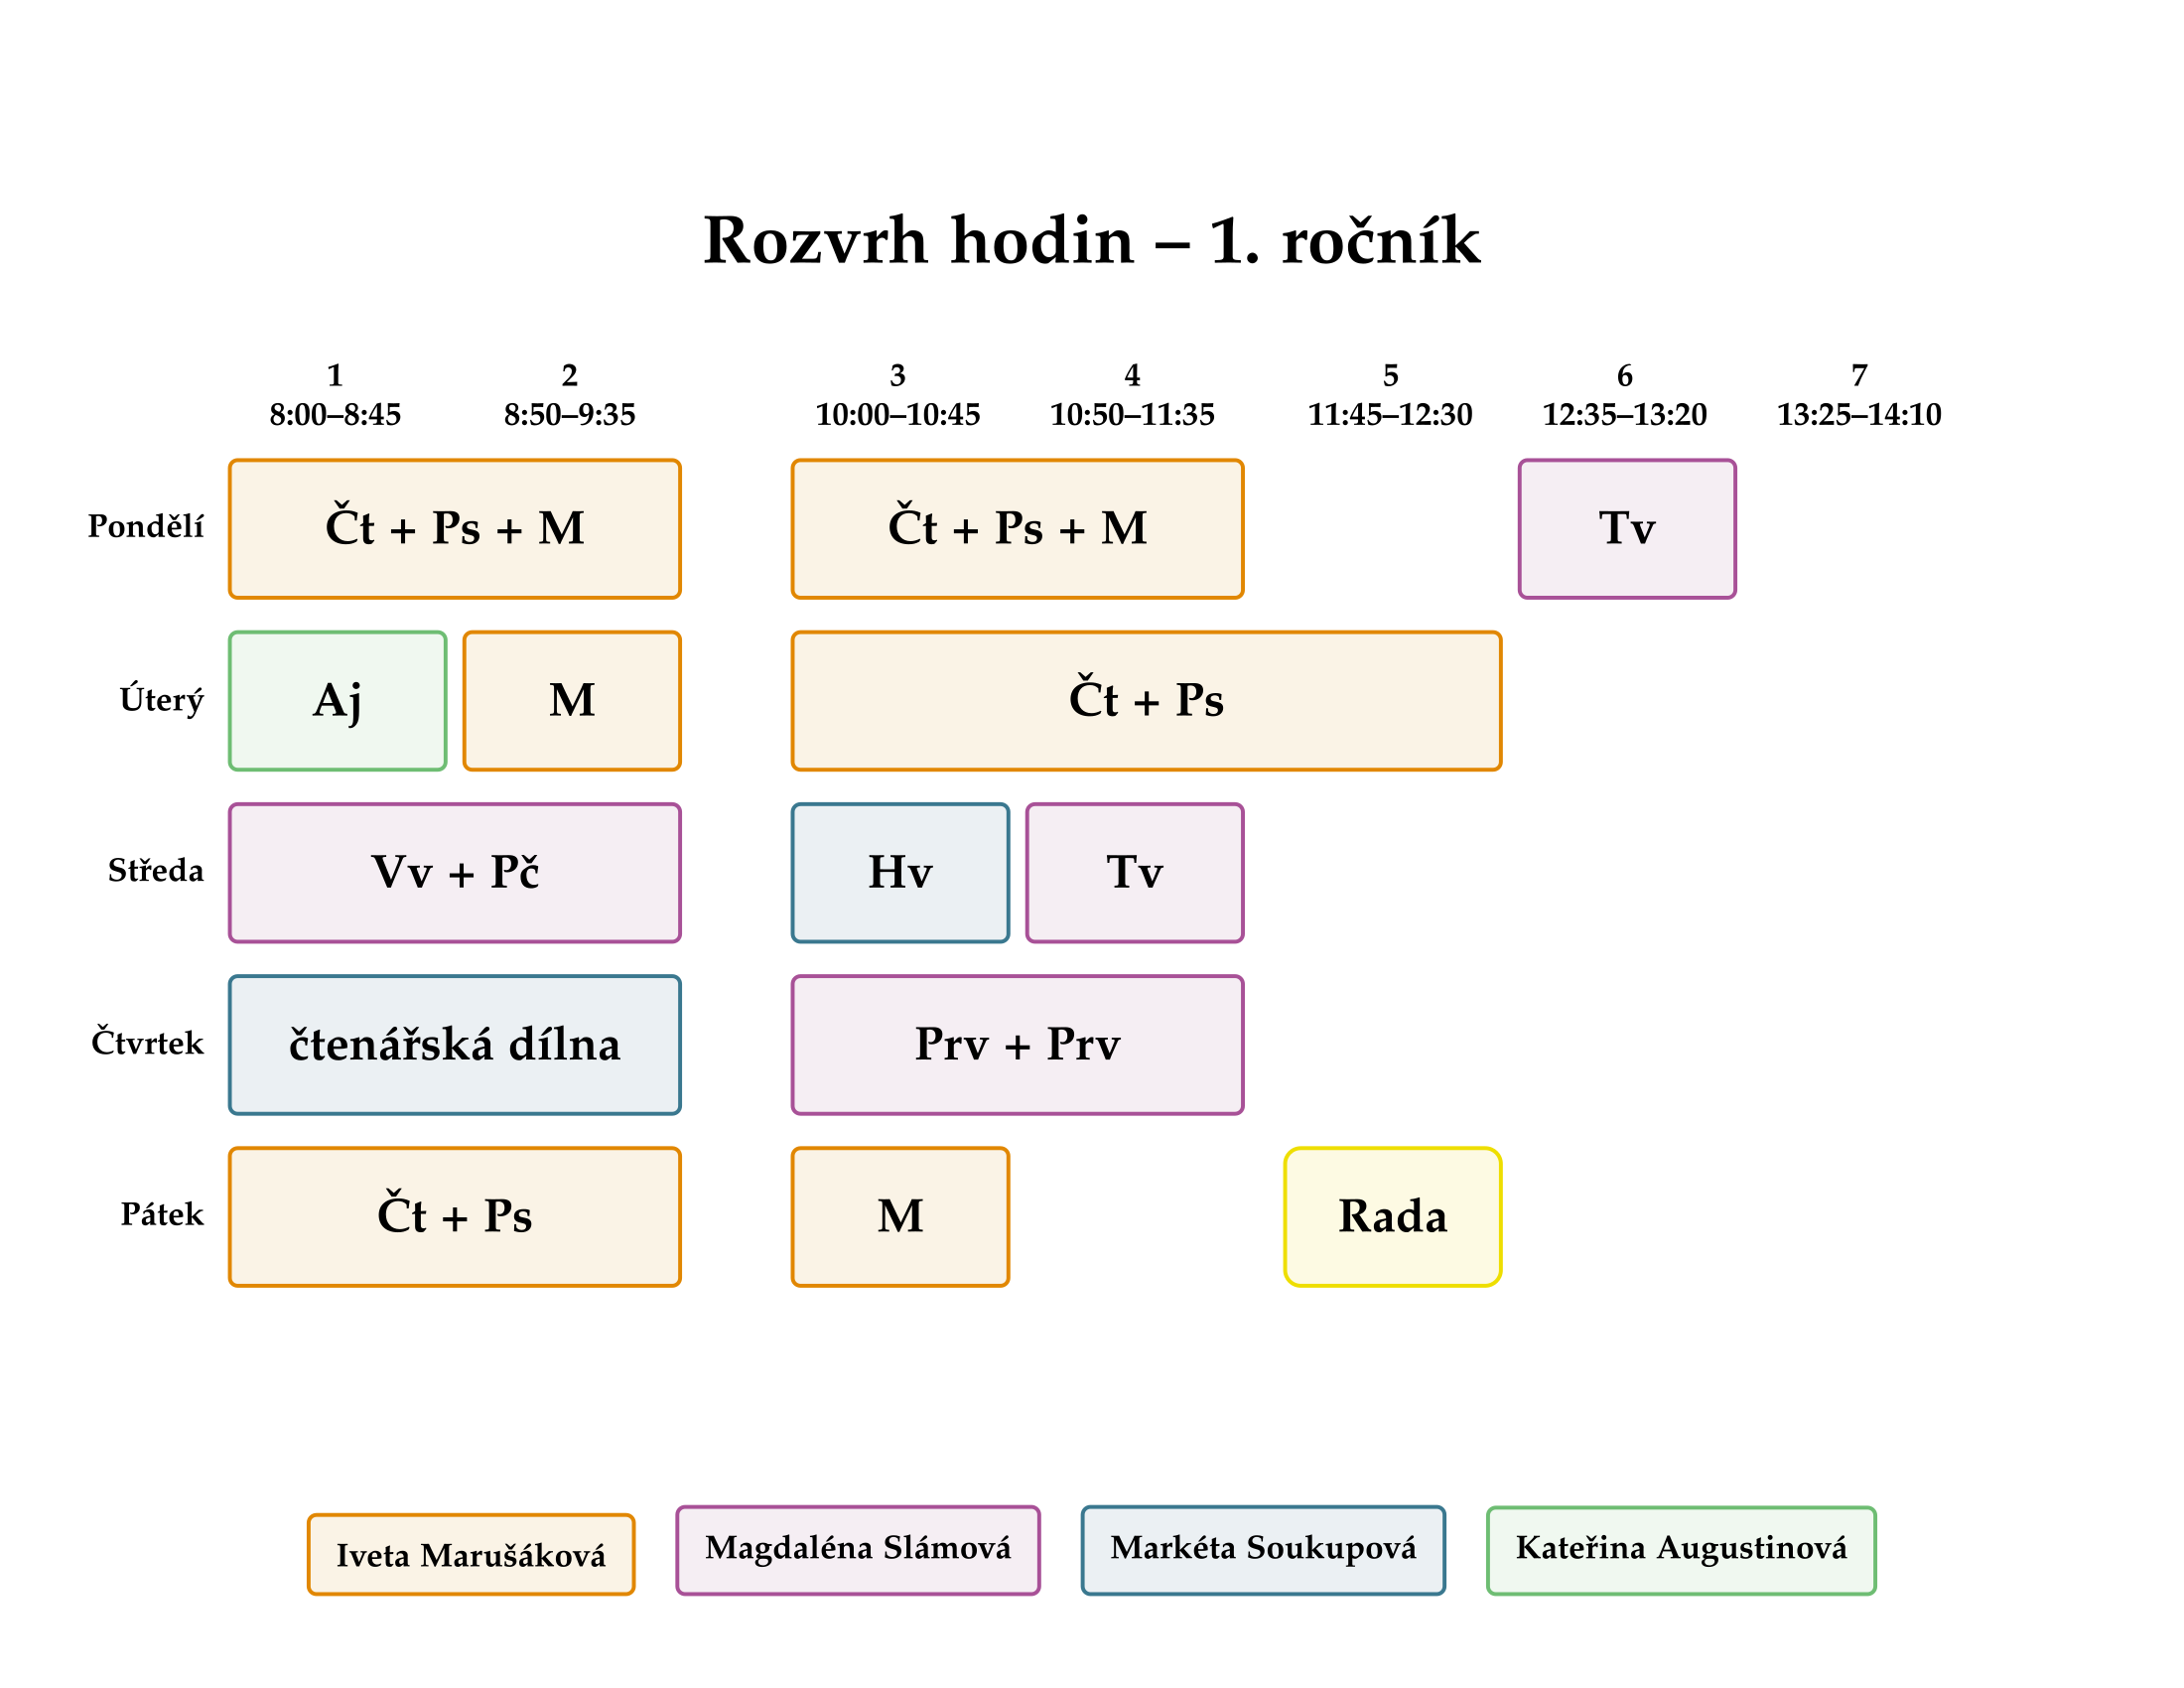 Rozvrh hodin – 1. ročník
1 2 3 4 5 6 7
8:00–8:45 8:50–9:35 10:00–10:45 10:50–11:35 11:45–12:30 12:35–13:20 13:25–14:10
Pondělí Čt + Ps + M Čt + Ps + M Tv
Úterý Aj M Čt + Ps
Středa Vv + Pč Hv Tv
Čtvrtek čtenářská dílna Prv + Prv
Pátek Čt + Ps M Rada
Iveta Marušáková Magdaléna Slámová Markéta Soukupová Kateřina Augustinová